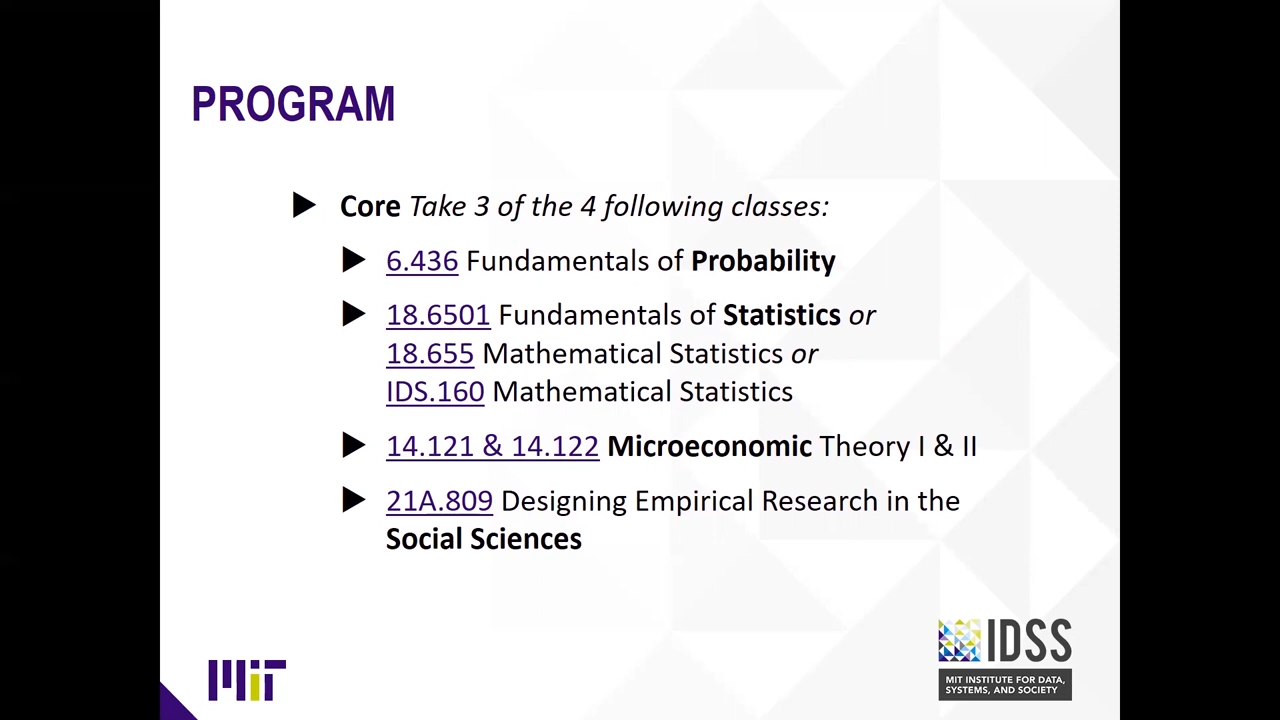 PROGRAM
Core Take 3 of the 4 following classes:
6.436 Fundamentals of Probability
18.6501 Fundamentals of Statistics or
18.655 Mathematical Statistics or
IDS.160 Mathematical Statistics
14.121 & 14.122 Microeconomic Theory I & II
21A.809 Designing Empirical Research in the
Social Sciences
MIT
IDSS
MIT INSTITUTE FOR DATA,
SYSTEMS, AND SOCIETY